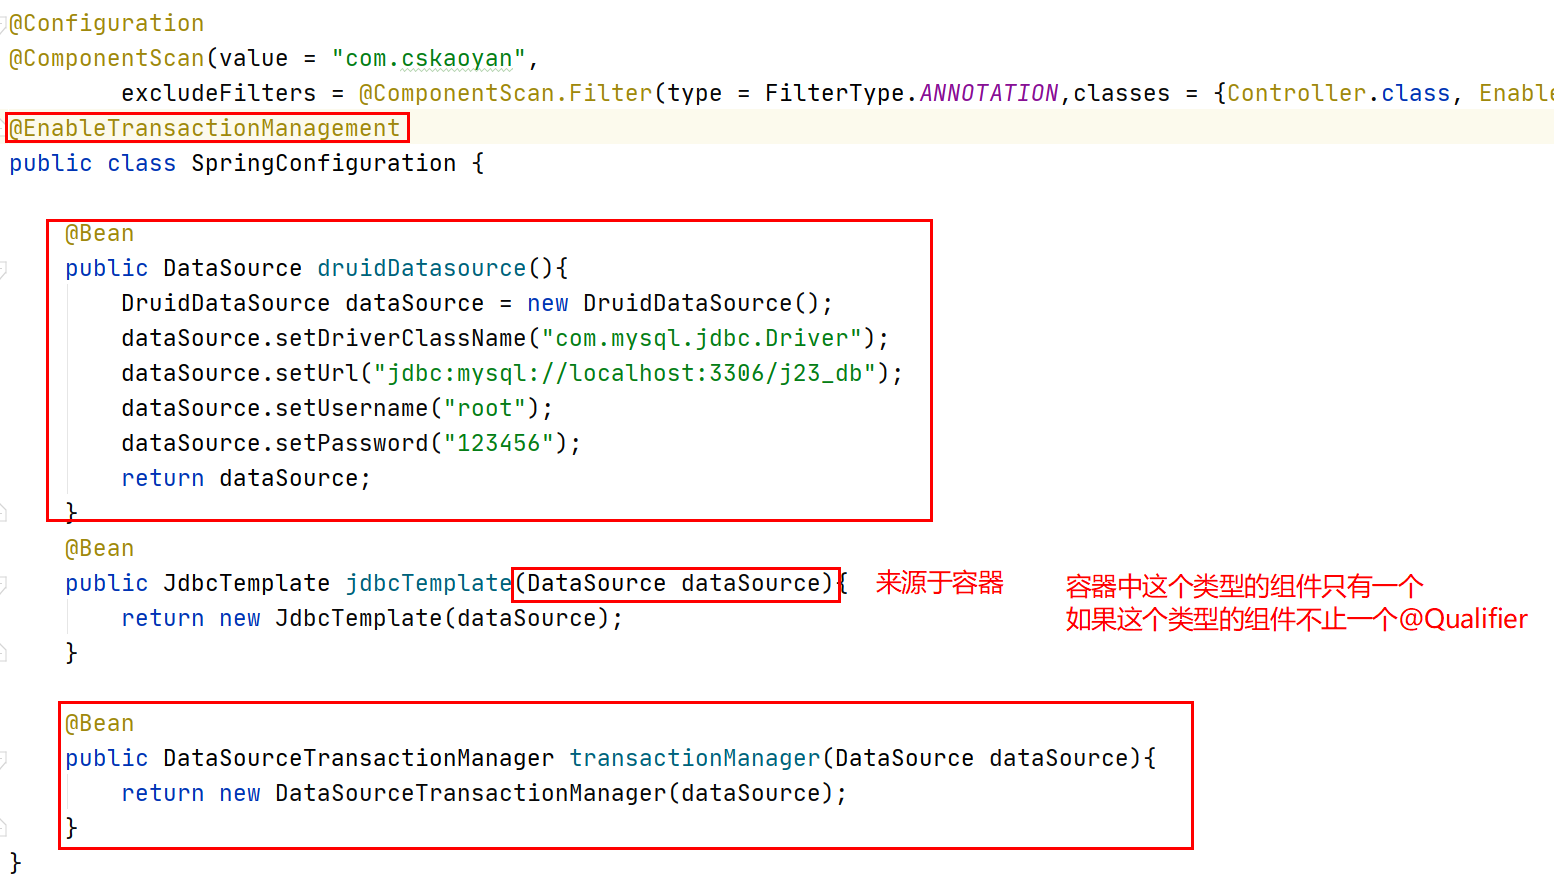 @Configuration
@ComponentScan(value = "com.cskaoyan",
excludeFilters = @ComponentScan.Filter(type = FilterType.ANNOTATION,classes = {Controller.class, Enable
@EnableTransactionManagement
public class SpringConfiguration {
@Bean
public DataSource druidDatasource(){
DruidDataSource dataSource = new DruidDataSource();
dataSource.setDriverClassName("com.mysql.jdbc.Driver");
dataSource.setUrl("jdbc:mysql://localhost:3306/j23_db");
dataSource.setUsername("root");
dataSource.setPassword("123456");
return dataSource;
}
@Bean
public JdbcTemplate jdbcTemplate(DataSource dataSource){ 来源于容器 容器中这个类型的组件只有一个
return new JdbcTemplate(dataSource); 如果这个类型的组件不止一个@Qualifier
}
@Bean
public DataSourceTransactionManager transactionManager(DataSource dataSource){
return new DataSourceTransactionManager(dataSource);
}
}